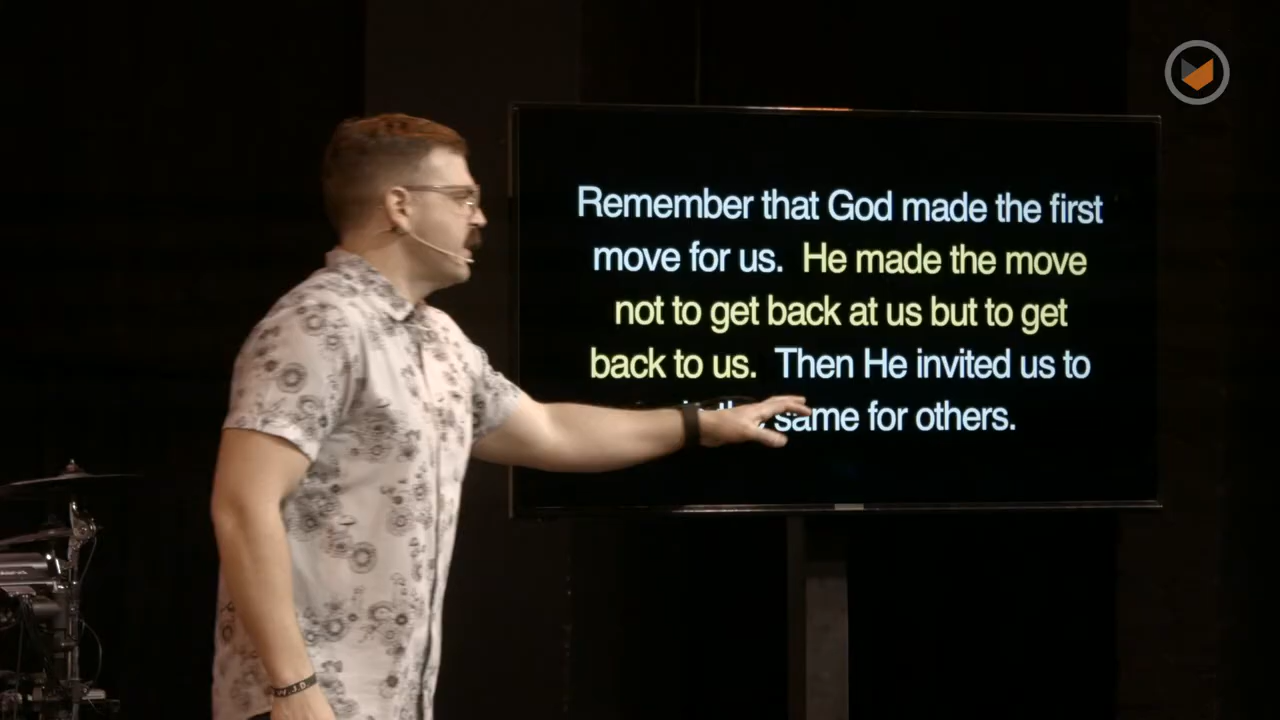 Remember that God made the first
move for us. He made the move
not to get back at us but to get
back to us. Then He invited us to
same for others.
W.J.D.